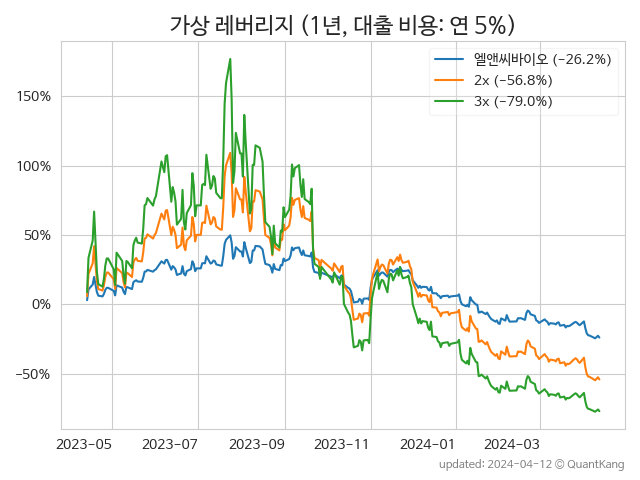 가상 레버리지 (1년, 대출 비용: 연 5%)
엘앤씨바이오 (-26.2%)
2x (-56.8%)
3x (-79.0%)
150%
100%
50%
0%
-50%
2023-05 2023-07 2023-09 2023-11 2024-01 2024-03
updated: 2024-04-12 © QuantKang